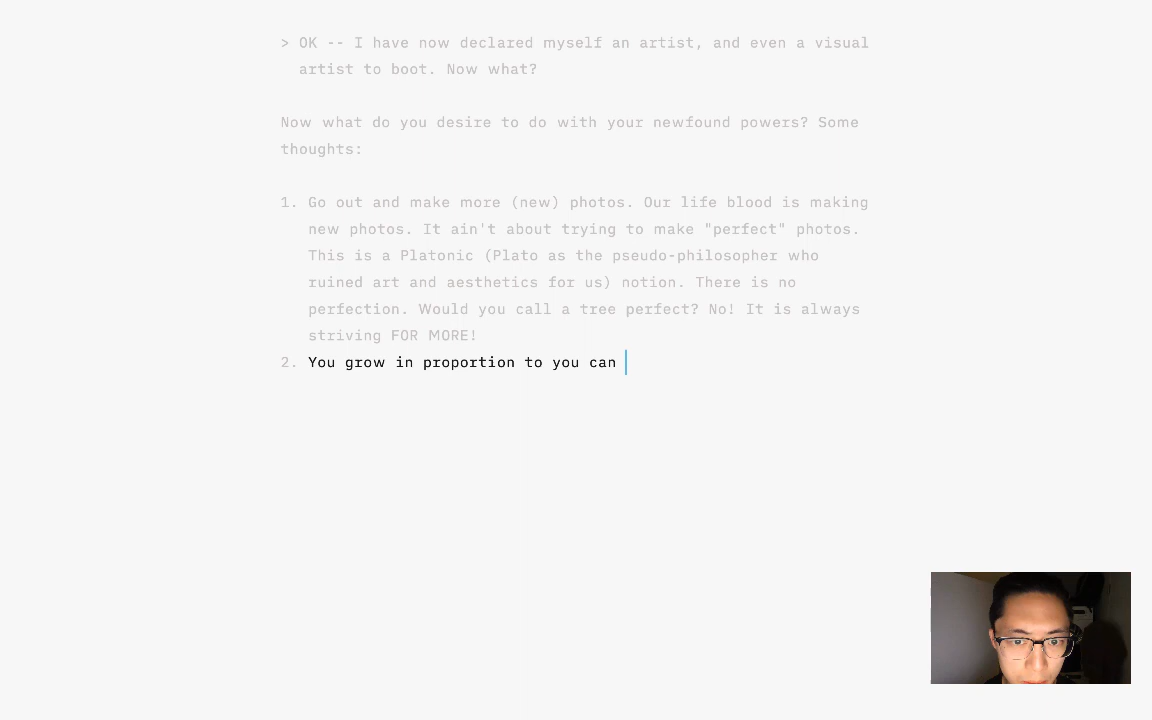 > OK -- I have now declared myself an artist, and even a visual
artist to boot. Now what?
Now what do you desire to do with your newfound powers? Some
thoughts:
1. Go out and make more (new) photos. Our life blood is making
new photos. It ain't about trying to make "perfect" photos.
This is a Platonic (Plato as the pseudo-philosopher who
ruined art and aesthetics for us) notion. There is no
perfection. Would you call a tree perfect? No! It is always
striving FOR MORE!
2. You grow in proportion to you can